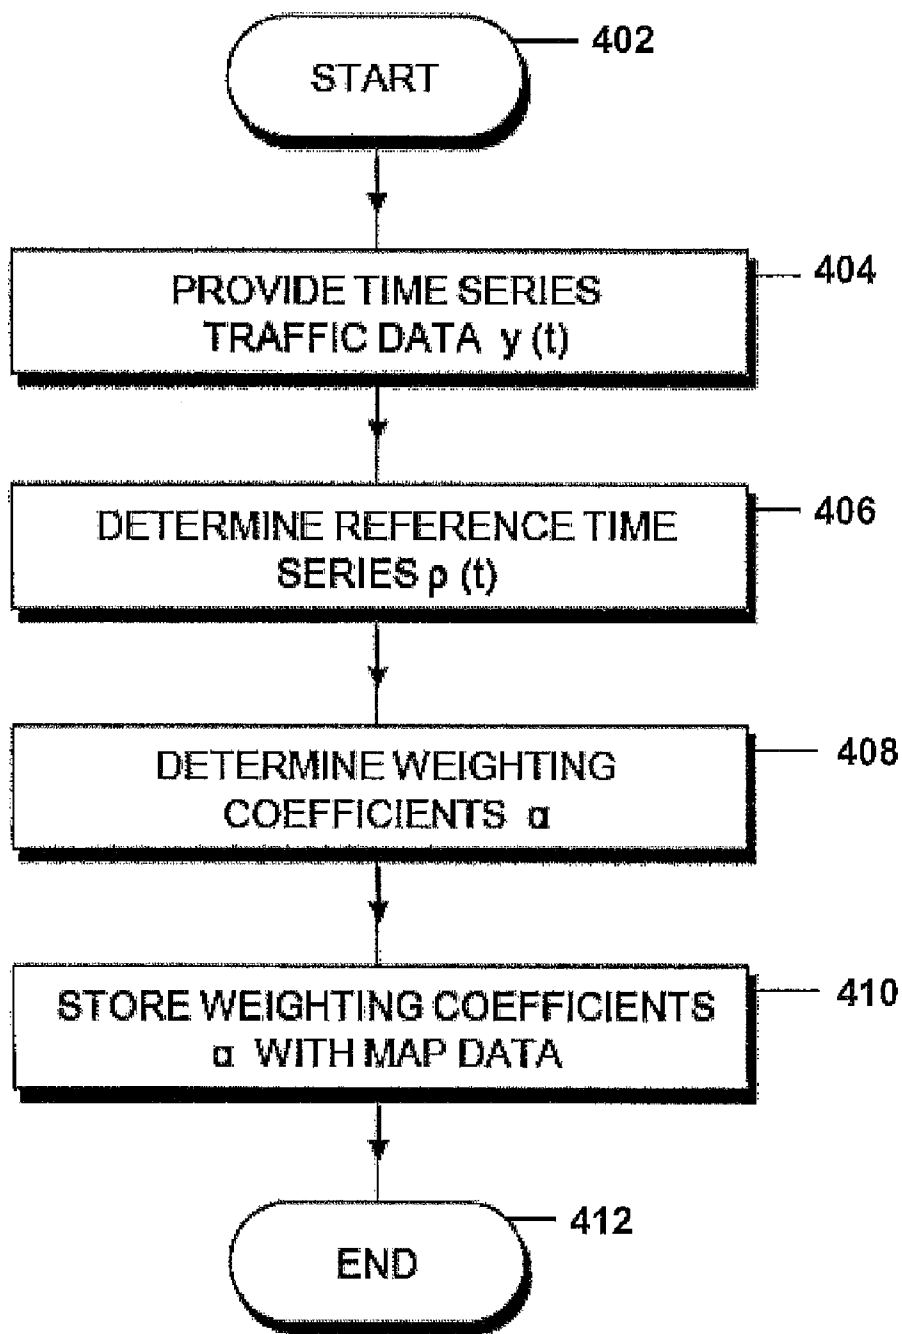 START
402
PROVIDE TIME SERIES
TRAFFIC DATA y (t)
404
DETERMINE REFERENCE TIME
SERIES ρ (t)
406
DETERMINE WEIGHTING
COEFFICIENTS α
408
STORE WEIGHTING COEFFICIENTS
α WITH MAP DATA
410
END
412